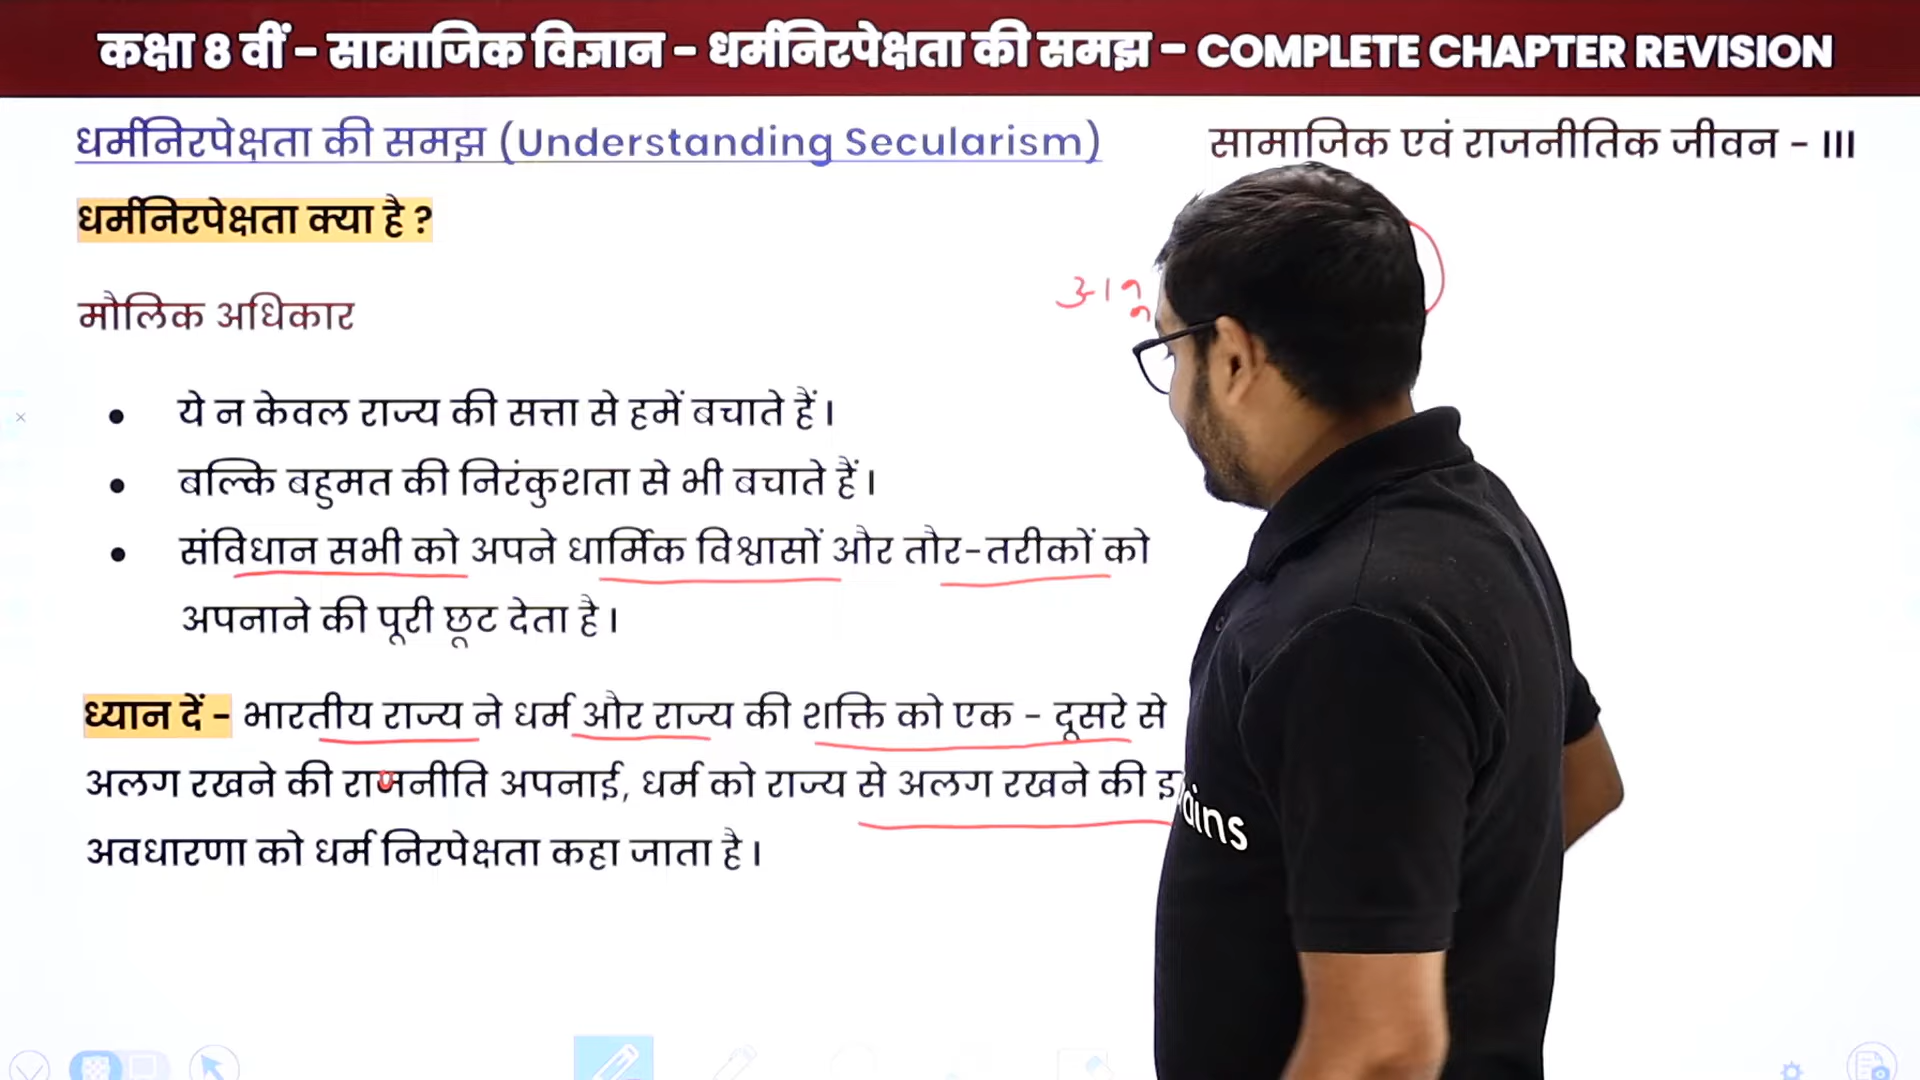 कक्षा 8 वीं - सामाजिक विज्ञान - धर्मनिरपेक्षता की समझ - COMPLETE CHAPTER REVISION
धर्मनिरपेक्षता की समझ (Understanding Secularism)
सामाजिक एवं राजनीतिक जीवन - III
धर्मनिरपेक्षता क्या है ?
मौलिक अधिकार
• ये न केवल राज्य की सत्ता से हमें बचाते हैं।
• बल्कि बहुमत की निरंकुशता से भी बचाते हैं।
• संविधान सभी को अपने धार्मिक विश्वासों और तौर-तरीकों को
अपनाने की पूरी छूट देता है।
ध्यान दें - भारतीय राज्य ने धर्म और राज्य की शक्ति को एक - दूसरे से
अलग रखने की राजनीति अपनाई, धर्म को राज्य से अलग रखने की
अवधारणा को धर्म निरपेक्षता कहा जाता है।